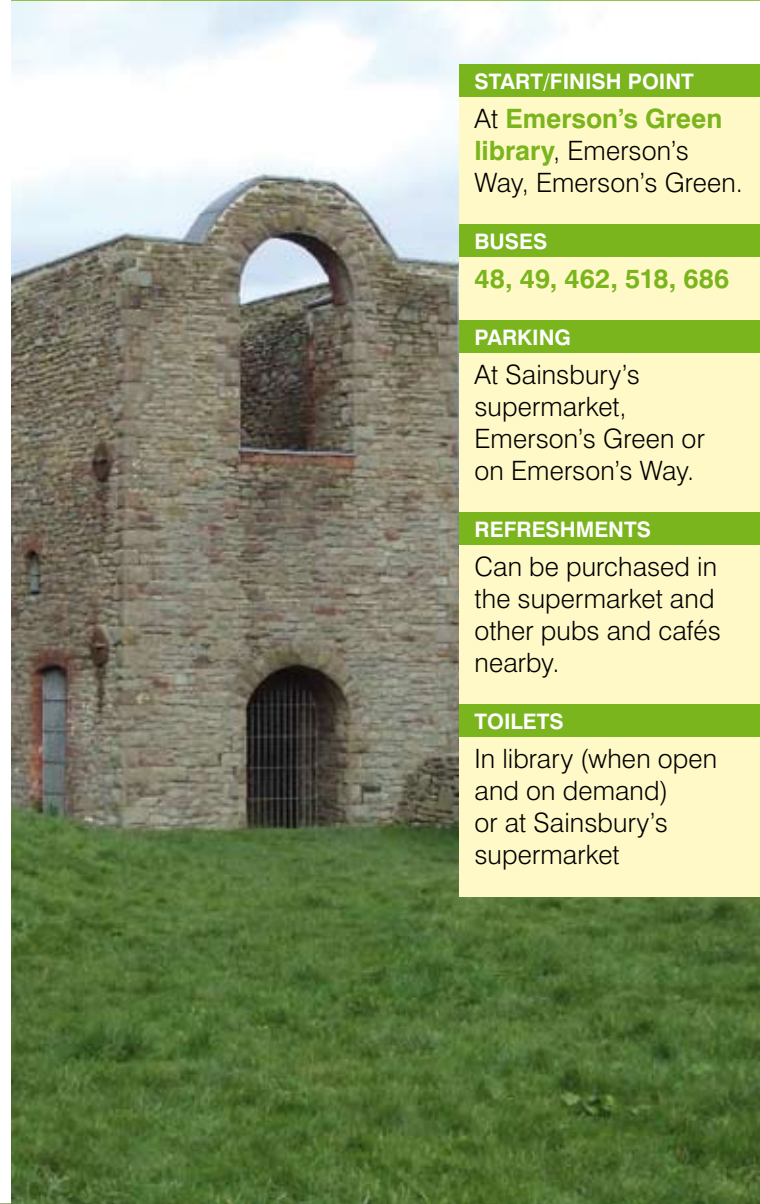 START/FINISH POINT
At Emerson's Green
library, Emerson's
Way, Emerson's Green.
BUSES
48, 49, 462, 518, 686
PARKING
At Sainsbury's
supermarket,
Emerson's Green or
on Emerson's Way.
REFRESHMENTS
Can be purchased in
the supermarket and
other pubs and cafés
nearby.
TOILETS
In library (when open
and on demand)
or at Sainsbury's
supermarket